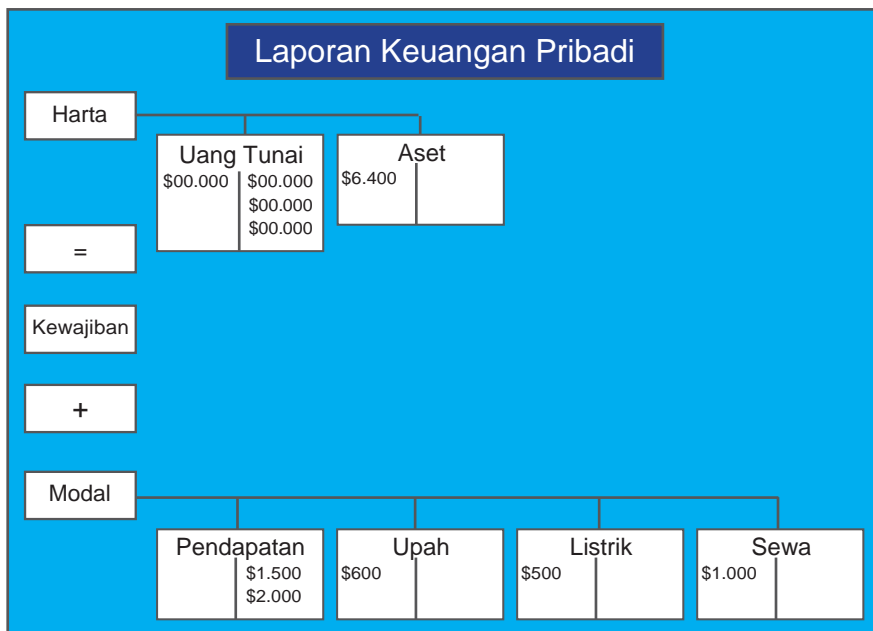 Laporan Keuangan Pribadi
Harta
Uang Tunai
$00.000 $00.000
$00.000
$00.000
Aset
$6.400
=
Kewajiban
+
Modal
Pendapatan
$1.500
$2.000
Upah
$600
Listrik
$500
Sewa
$1.000